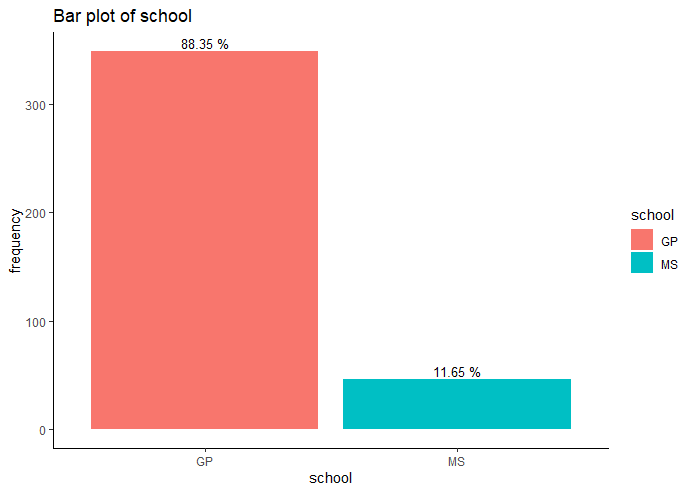 Bar plot of school
88.35 %
11.65 %
300
200
100
0
frequency
GP
MS
school
school
GP
MS